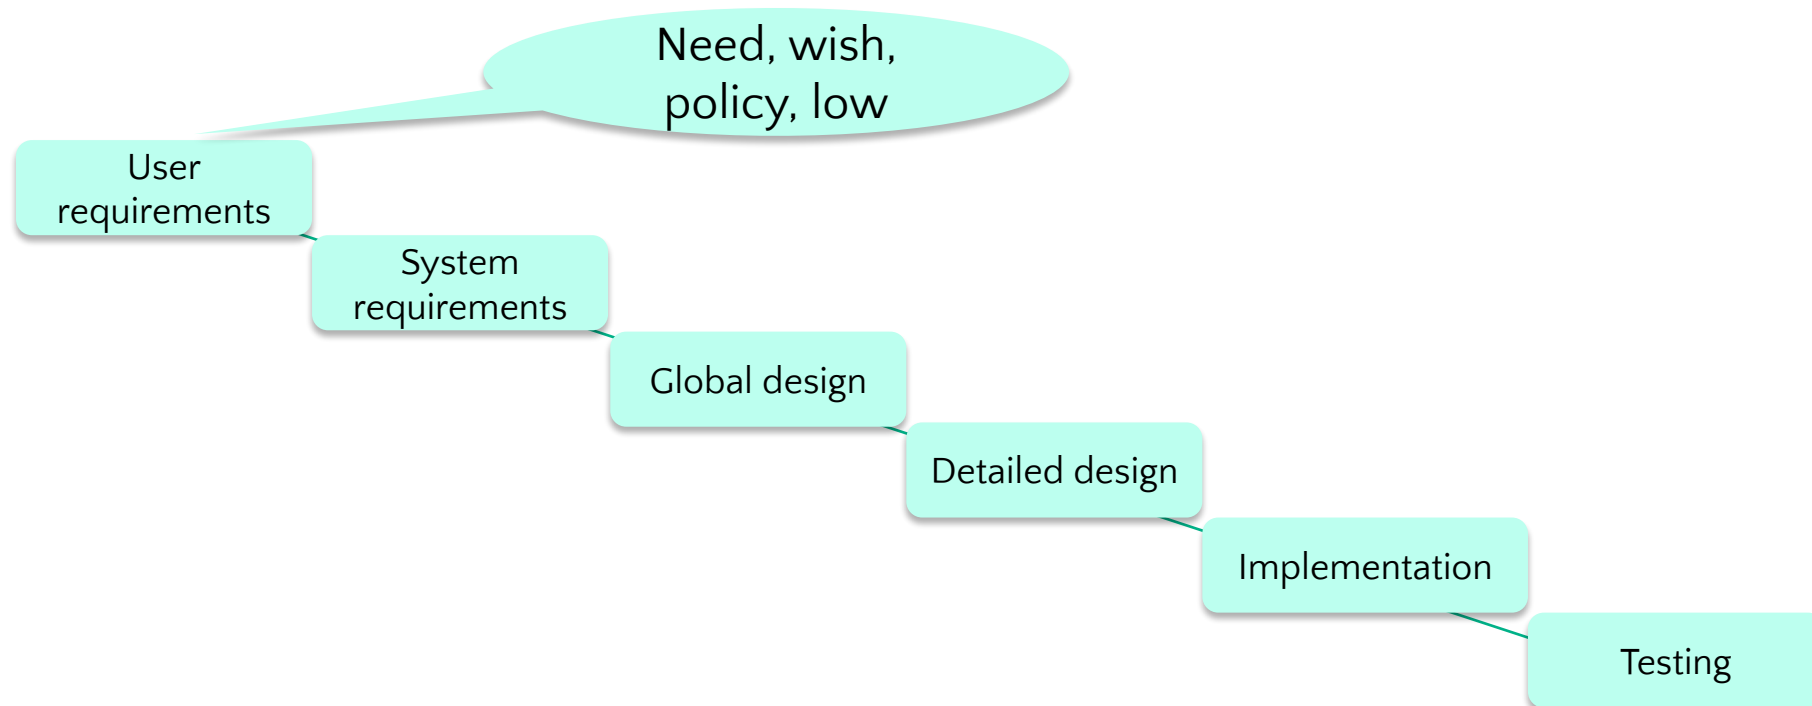 Need, wish,
policy, low
User
requirements
System
requirements
Global design
Detailed design
Implementation
Testing